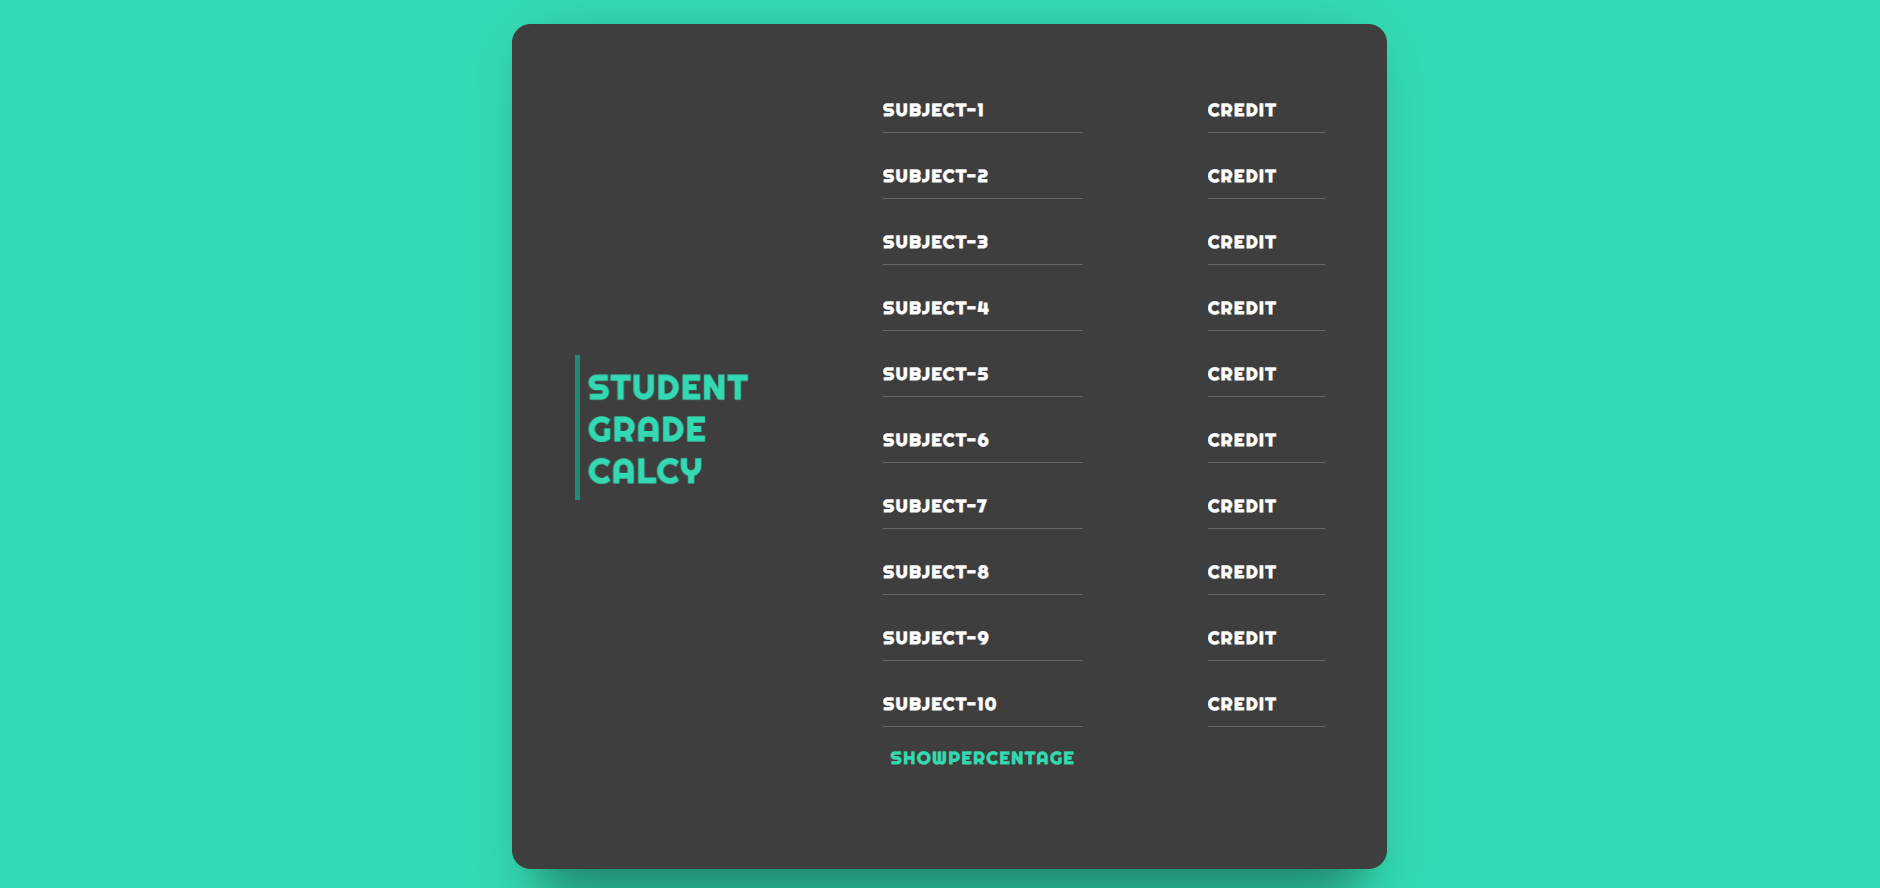 SUBJECT-1 CREDIT
SUBJECT-2 CREDIT
SUBJECT-3 CREDIT
SUBJECT-4 CREDIT
STUDENT
GRADE
CALCY
SUBJECT-5 CREDIT
SUBJECT-6 CREDIT
SUBJECT-7 CREDIT
SUBJECT-8 CREDIT
SUBJECT-9 CREDIT
SUBJECT-10 CREDIT
SHOWPERCENTAGE